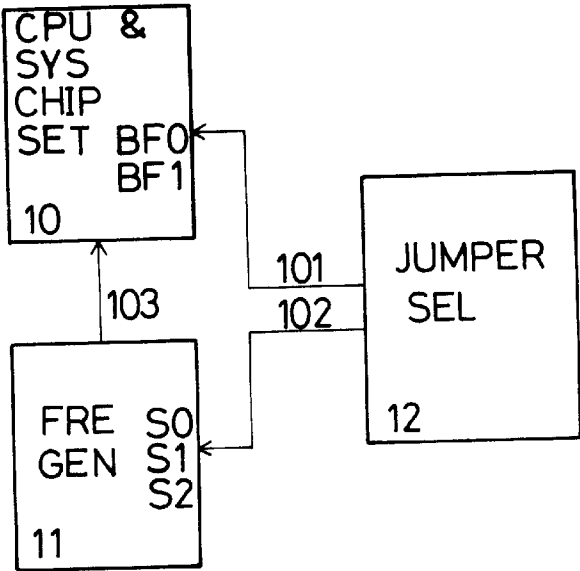 CPU &
SYS
CHIP
SET BF0
BF1
10
101
102
103
JUMPER
SEL
12
FRE S0
GEN S1
S2
11